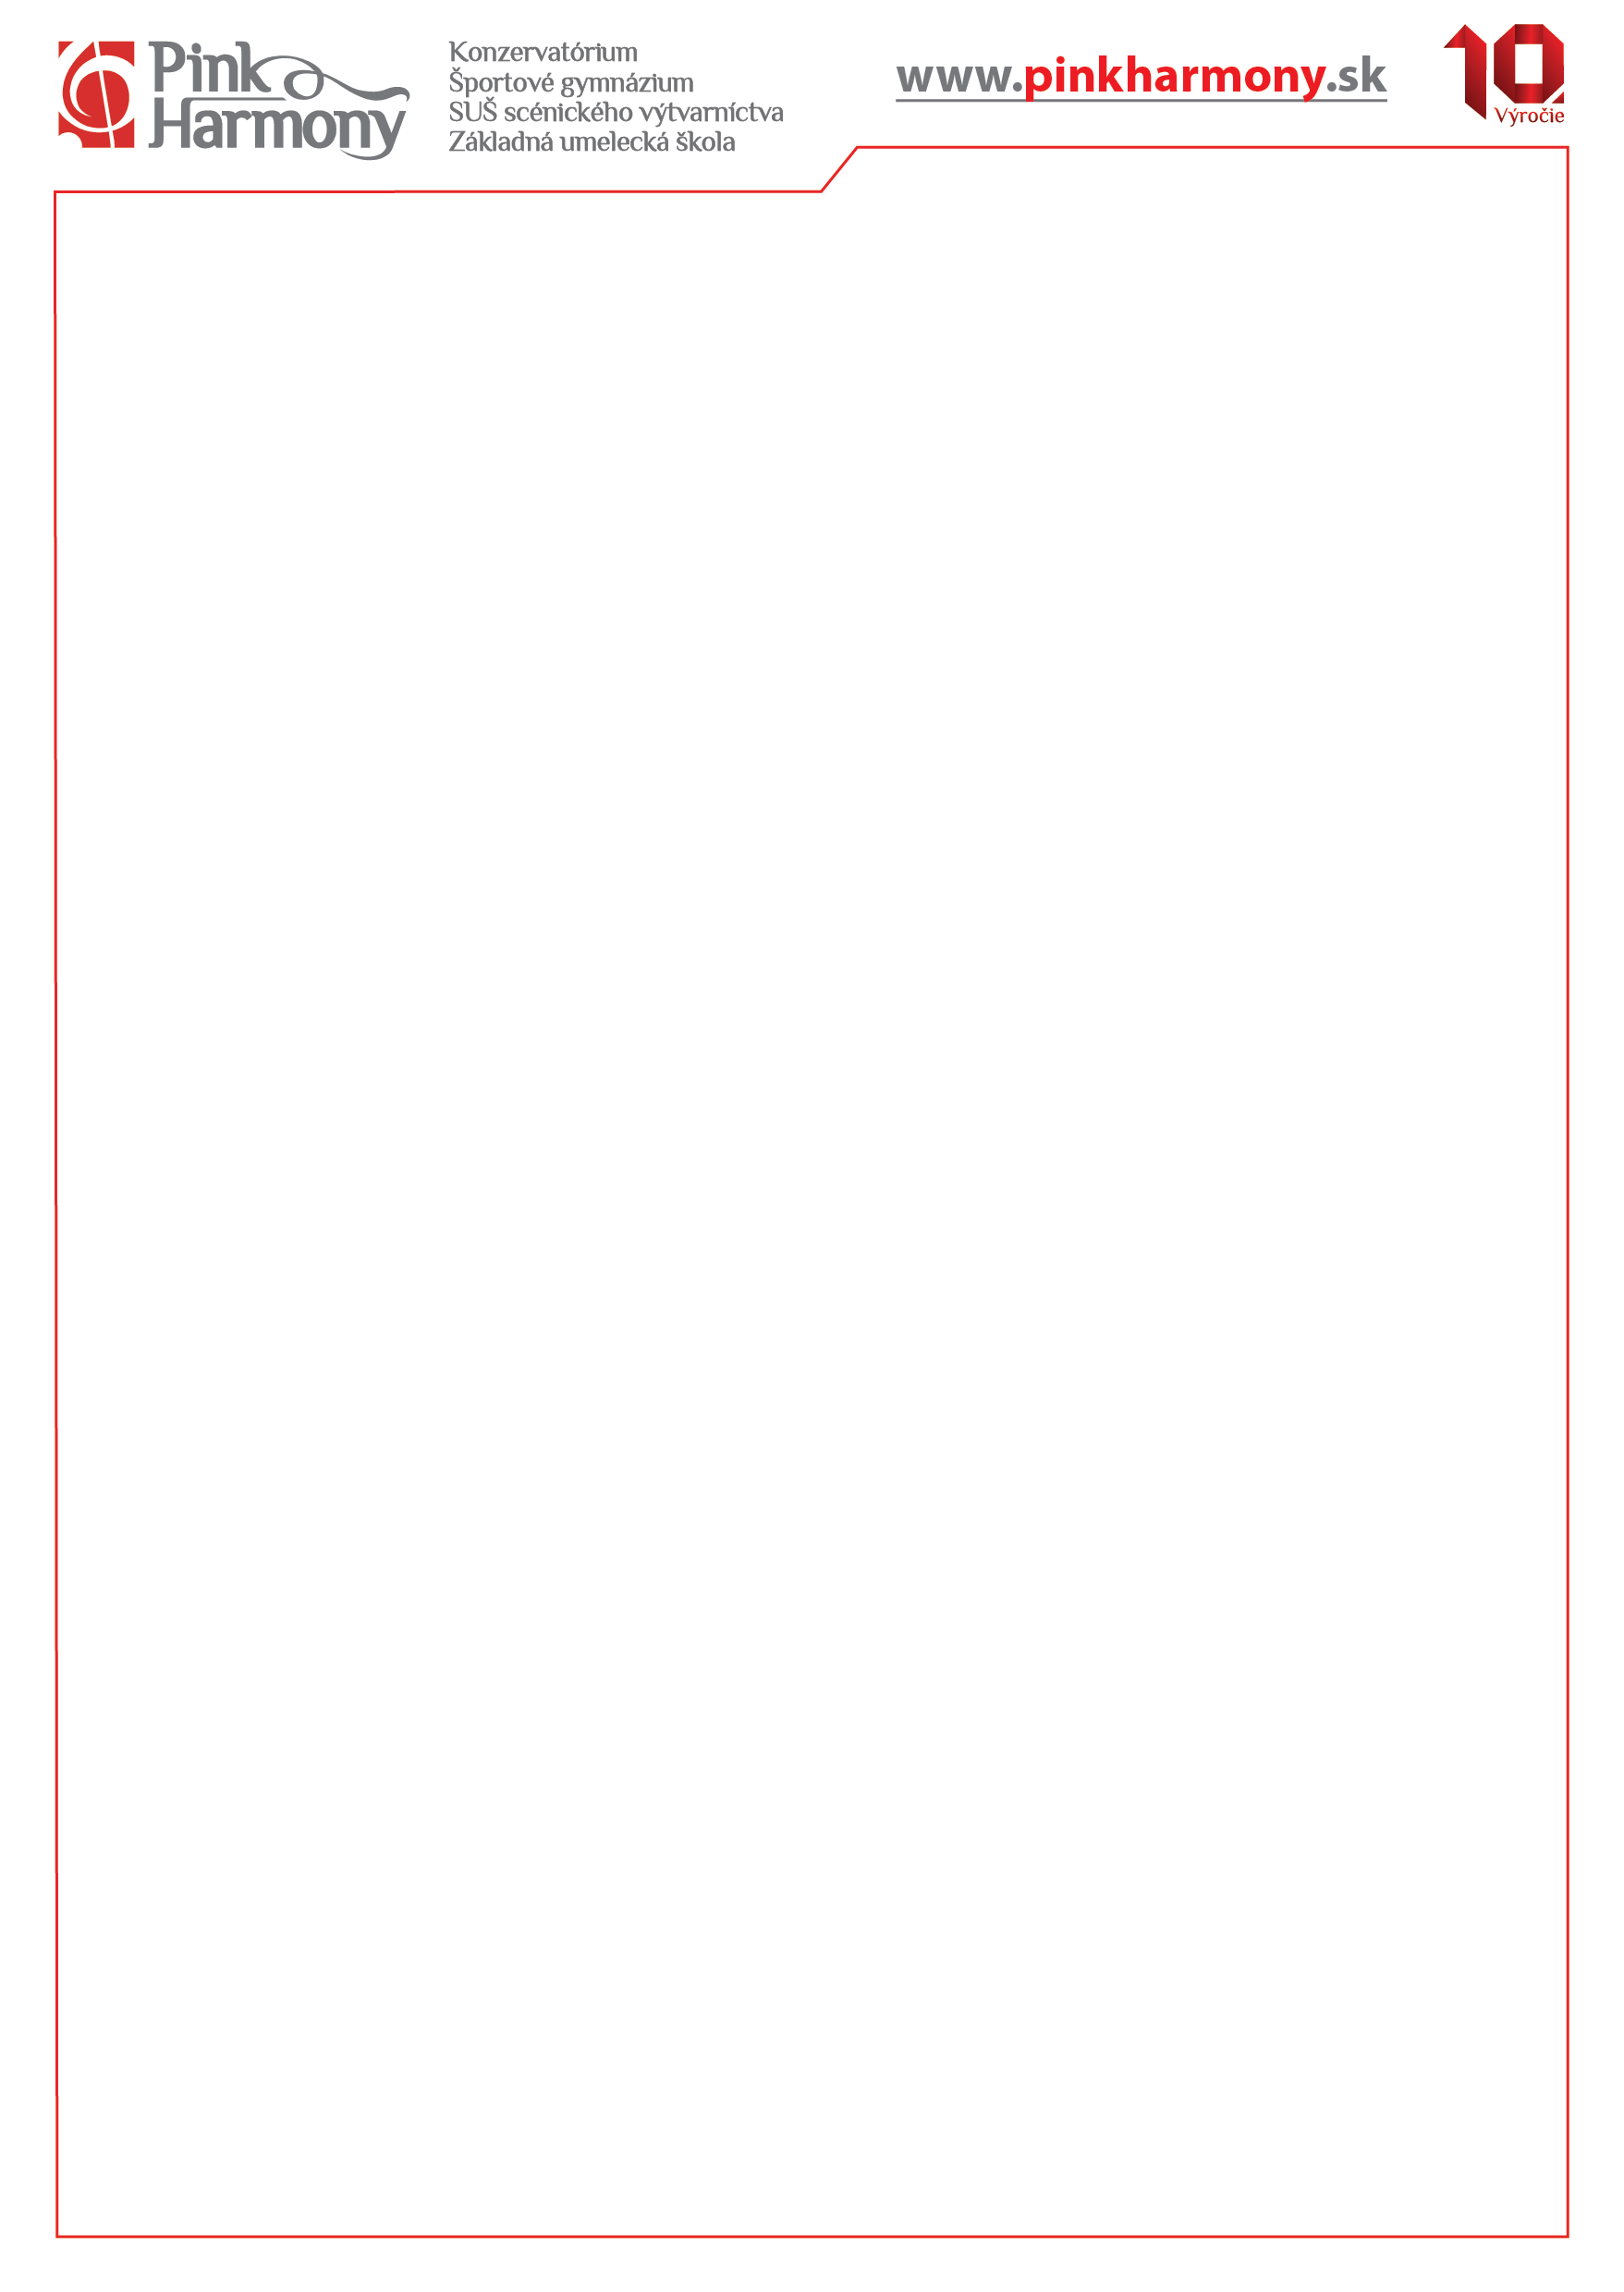 Pink
Harmony
Konzervatórium
Športové gymnázium
SUŠ scénického výtvarníctva
Základná umelecká škola
www.pinkharmony.sk
10
Výročie